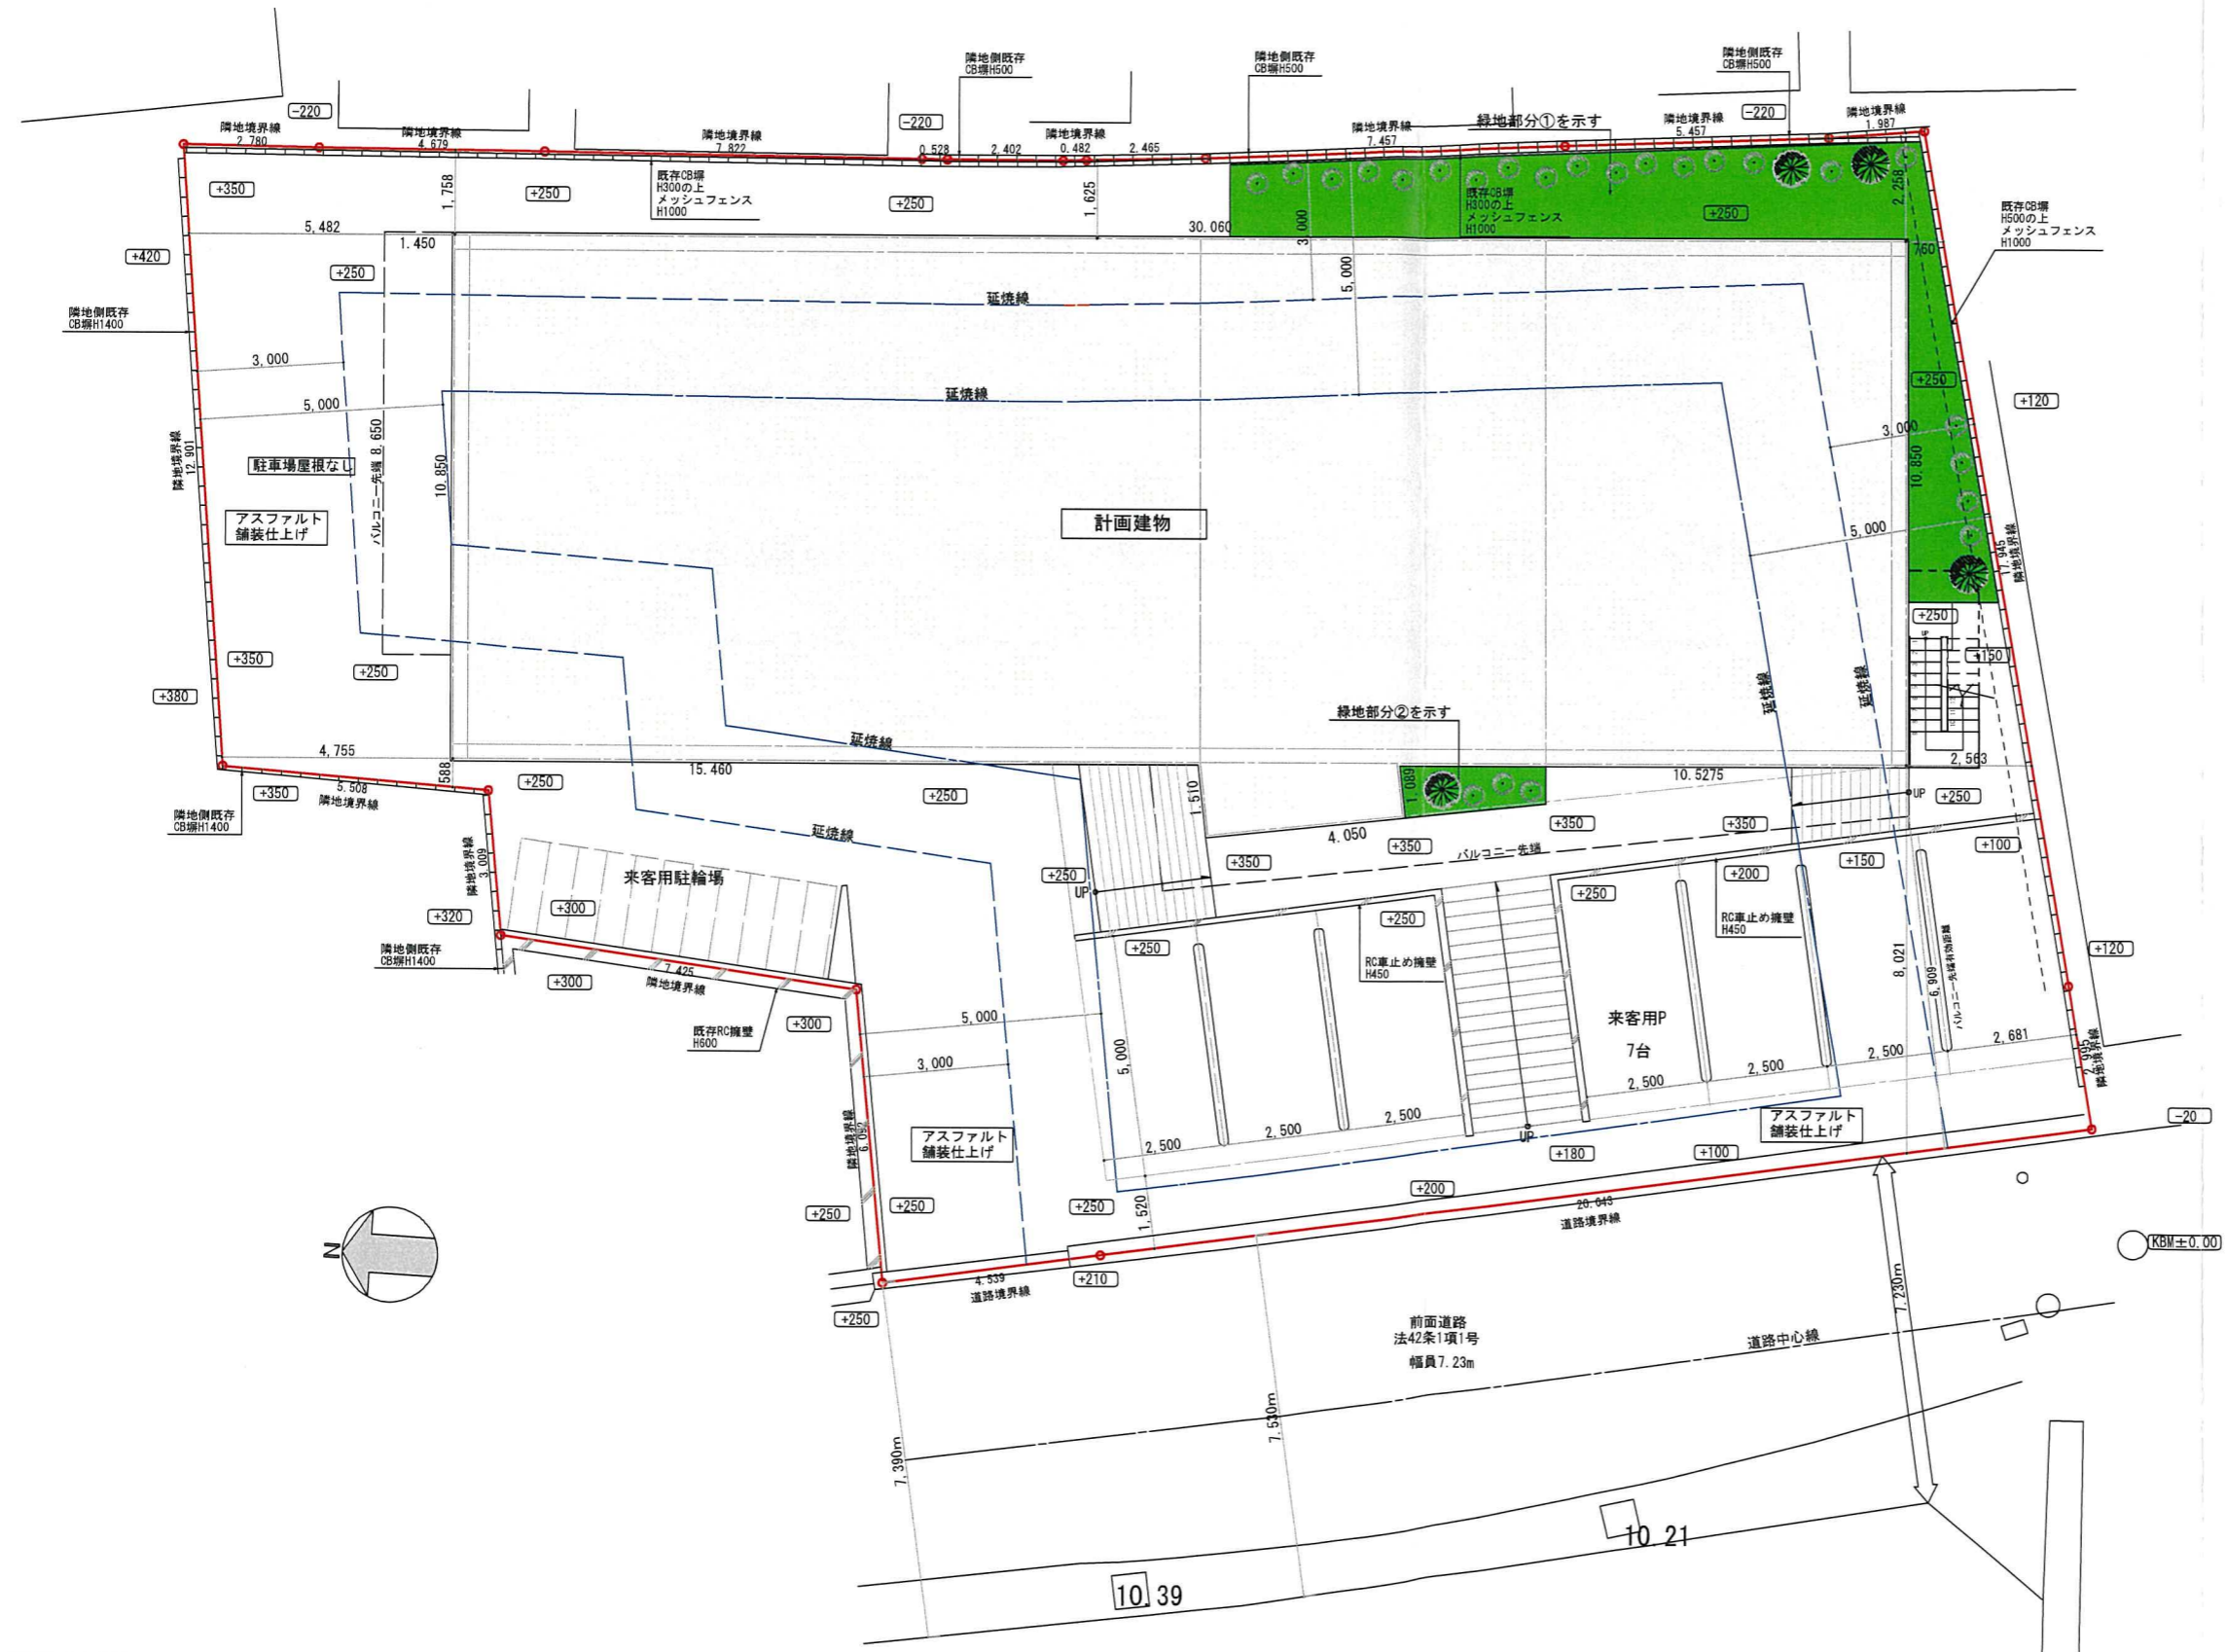 隣地側既存
CB塀H500
隣地側既存
CB塀H500
隣地側既存
CB塀H500
-220
-220
-220
隣地境界線
2.780
隣地境界線
4.679
隣地境界線
7.822
0.528
2.402
隣地境界線
0.482
2.465
隣地境界線
7.457
緑地部分①を示す
隣地境界線
5.457
隣地境界線
1.987
+350
1,758
+250
既存CB塀
H300の上
メッシュフェンス
H1000
+250
1,625
既存CB塀
H300の上
メッシュフェンス
H1000
+250
2,258
既存CB塀
H500の上
メッシュフェンス
H1000
5,482
1.450
30.060
3,000
760
+420
+250
5,000
延焼線
隣地側既存
CB塀H1400
3,000
延焼線
+250
+120
5,000
3,000
隣地境界線
12.901
駐車場屋根なし
バルコニー先端 8,650
10,850
10,850
アスファルト
舗装仕上げ
計画建物
5,000
17.945
隣地境界線
+250
UP
+350
+250
+150
+380
延焼線
延焼線
緑地部分②を示す
延焼線
4,755
588
15.460
10.5275
2,563
5.508
隣地境界線
+350
+250
+250
1,510
1.089
UP
+250
隣地側既存
CB塀H1400
延焼線
4.050
+350
+350
+350
バルコニー先端
+350
+150
+100
隣地境界線
3.009
来客用駐輪場
+250
UP
+250
+200
+300
+320
+250
+250
RC車止め擁壁
H450
隣地側既存
CB塀H1400
RC車止め擁壁
H450
+120
7.425
隣地境界線
+300
8,021
6,909
バルコニー先端有効距離
既存RC擁壁
H600
+300
5,000
来客用P
7台
3,000
5,000
2,681
2,500
2,500
2,500
2.995
隣地境界線
隣地境界線
6.092
アスファルト
舗装仕上げ
2,500
2,500
2,500
UP
アスファルト
舗装仕上げ
-20
+180
+100
+250
+250
+250
1,520
+200
20.043
道路境界線
N
KBM±0.00
4.539
道路境界線
+210
+250
7.230m
前面道路
法42条1項1号
幅員7.23m
道路中心線
7.530m
7.390m
10.21
10.39